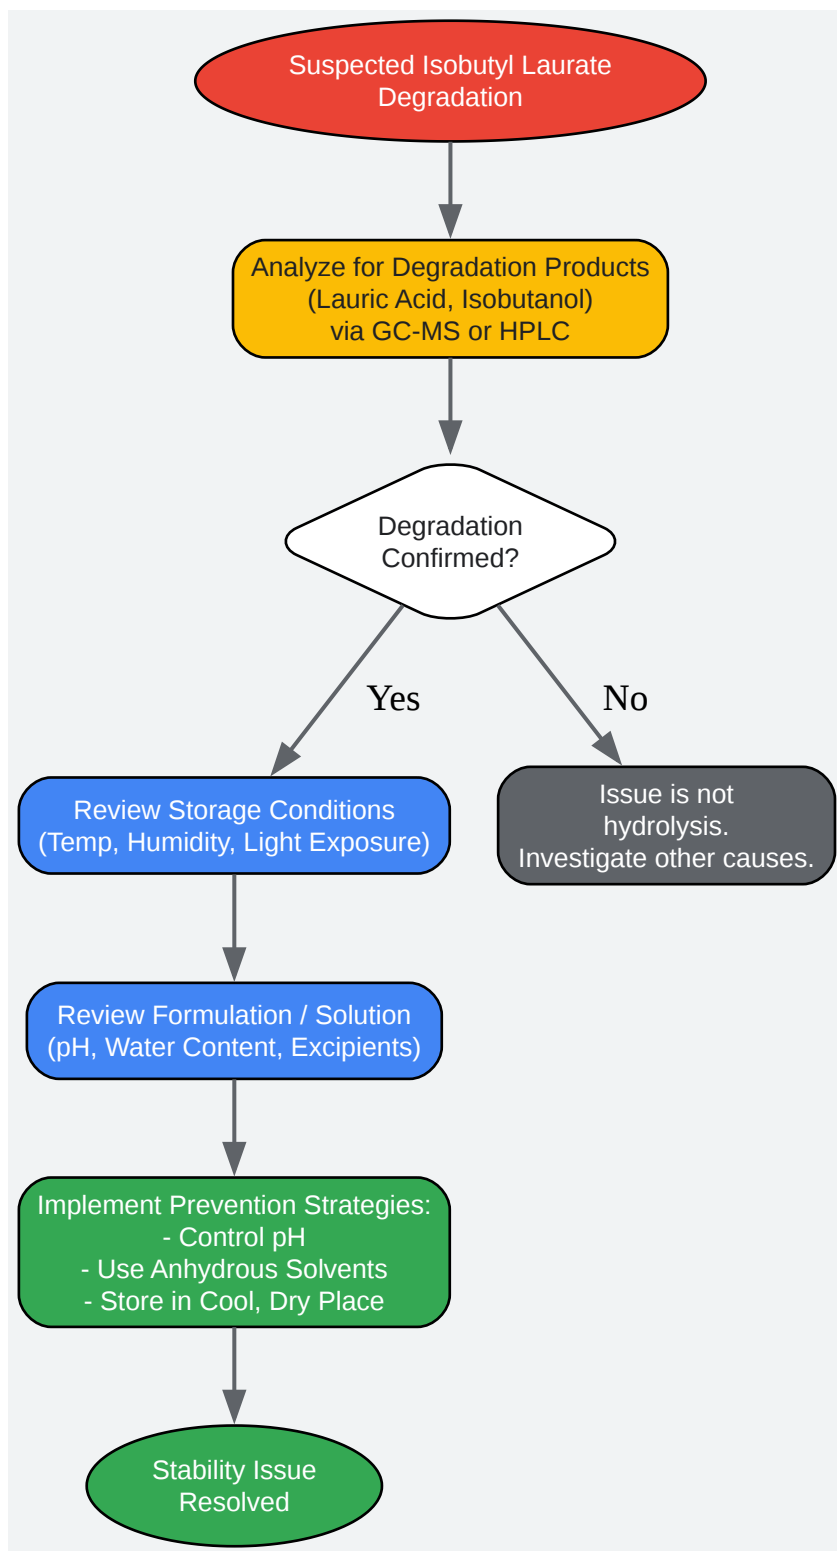 Suspected Isobutyl Laurate
Degradation
Analyze for Degradation Products
(Lauric Acid, Isobutanol)
via GC-MS or HPLC
Degradation
Confirmed?
Yes
No
Review Storage Conditions
(Temp, Humidity, Light Exposure)
Issue is not
hydrolysis.
Investigate other causes.
Review Formulation / Solution
(pH, Water Content, Excipients)
Implement Prevention Strategies:
- Control pH
- Use Anhydrous Solvents
- Store in Cool, Dry Place
Stability Issue
Resolved